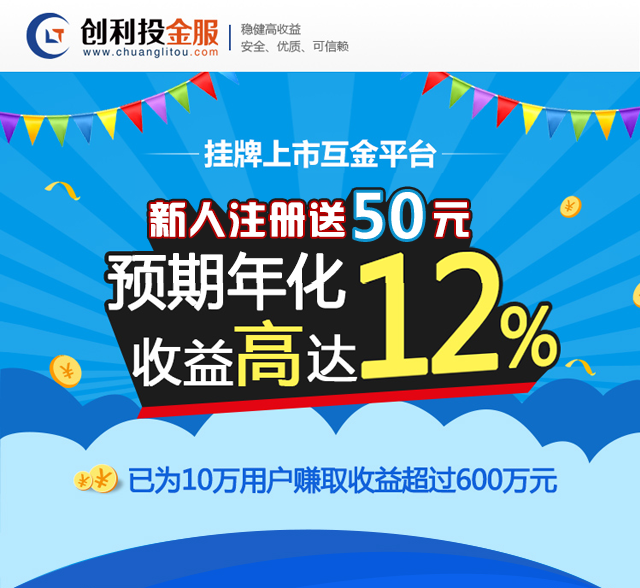 创利投金服
www.chuanglitou.com
稳健高收益
安全、优质、可信赖
挂牌上市互金平台
新人注册送50元
预期年化
收益高达12%
已为10万用户赚取收益超过600万元